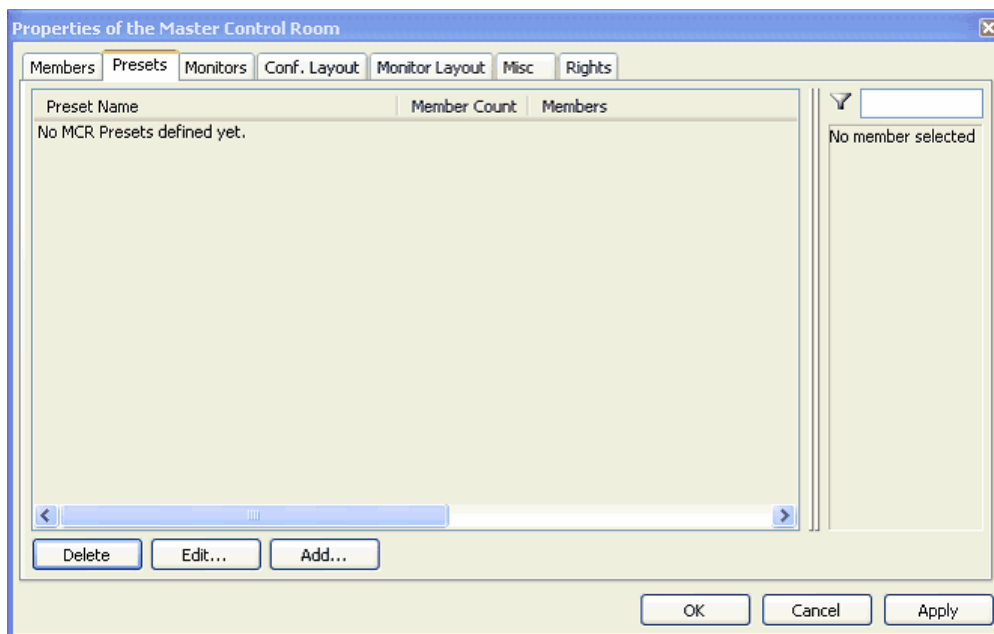 Properties of the Master Control Room
Members Presets Monitors Conf. Layout Monitor Layout Misc Rights
Preset Name Member Count Members
No MCR Presets defined yet.
No member selected
Delete Edit... Add...
OK Cancel Apply